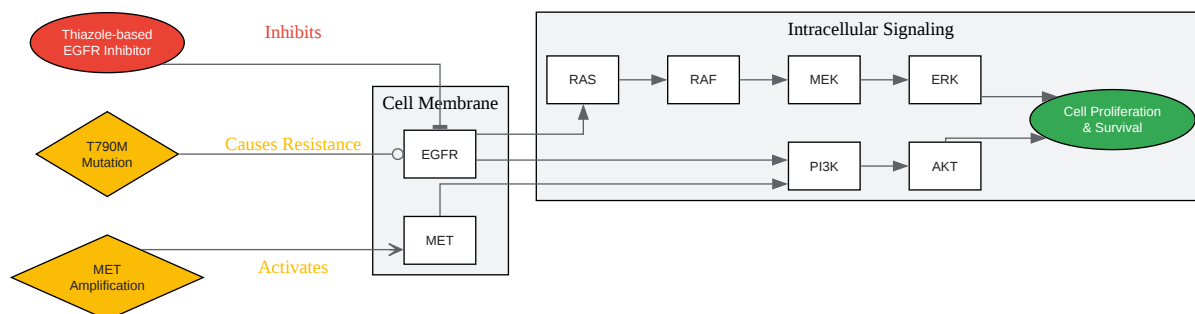 Thiazole-based
EGFR Inhibitor
Inhibits
Intracellular Signaling
RAS
RAF
MEK
ERK
Cell Membrane
Cell Proliferation
& Survival
T790M
Mutation
Causes Resistance
EGFR
PI3K
AKT
MET
MET
Amplification
Activates